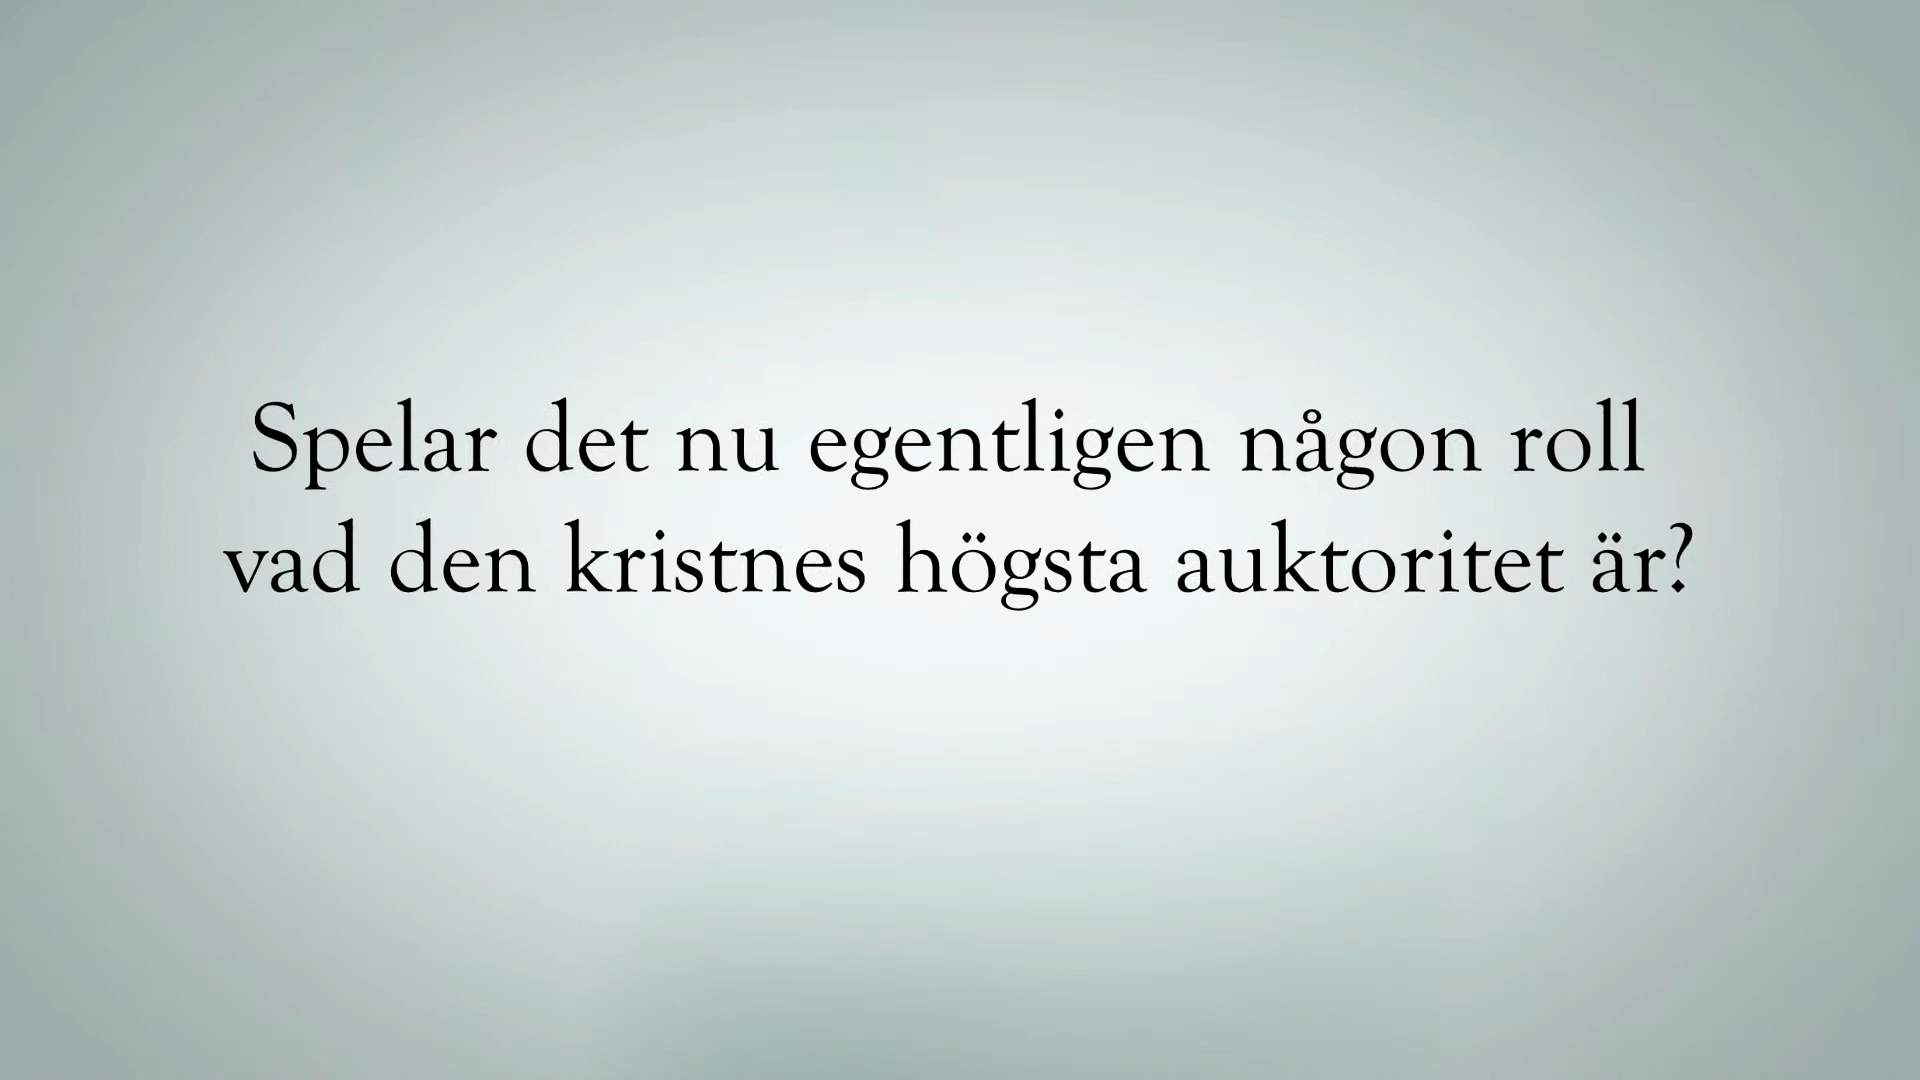 Spelar det nu egentligen någon roll
vad den kristnes högsta auktoritet är?